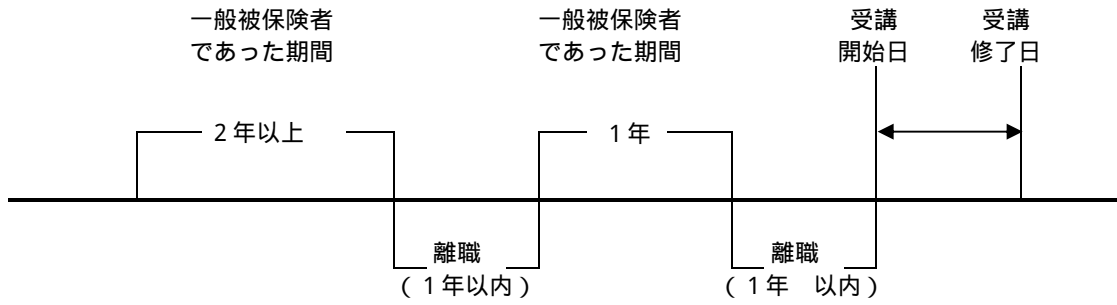 一般被保険者
であった期間
一般被保険者
であった期間
受講
開始日
受講
修了日
2年以上
1年
離職
(1年以内)
離職
(1年　以内)